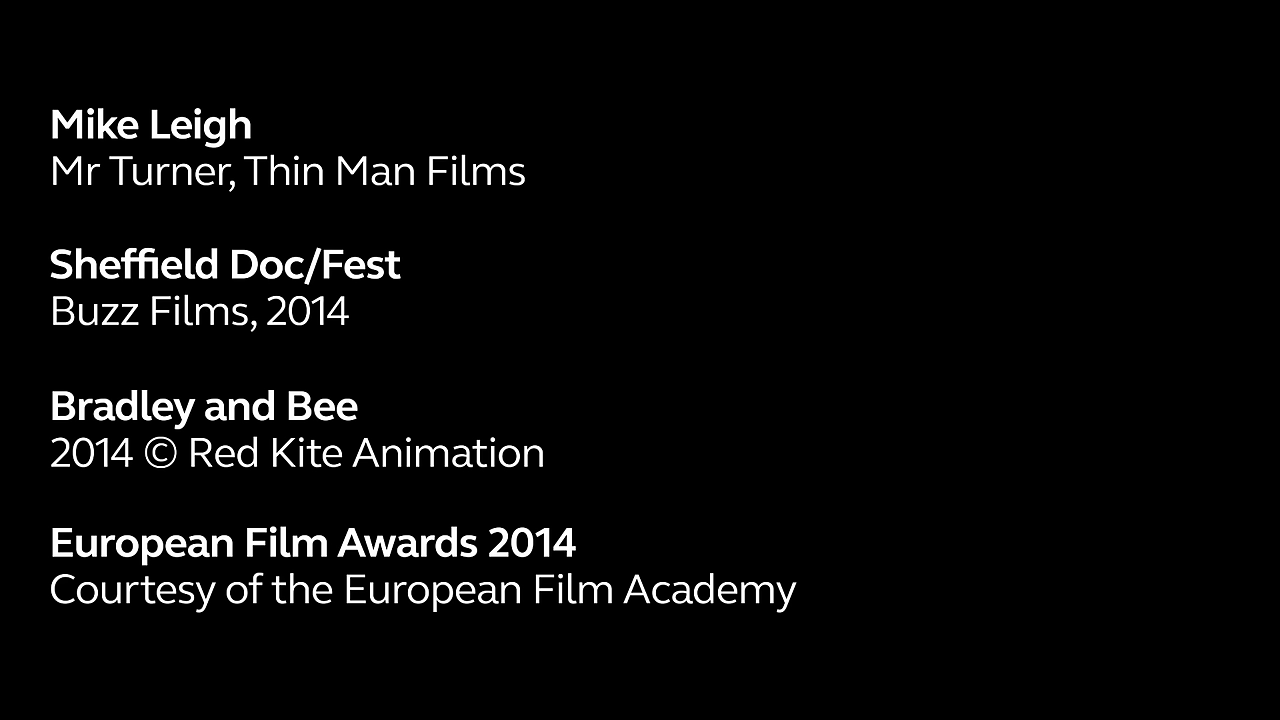 Mike Leigh
Mr Turner, Thin Man Films
Sheffield Doc/Fest
Buzz Films, 2014
Bradley and Bee
2014 © Red Kite Animation
European Film Awards 2014
Courtesy of the European Film Academy